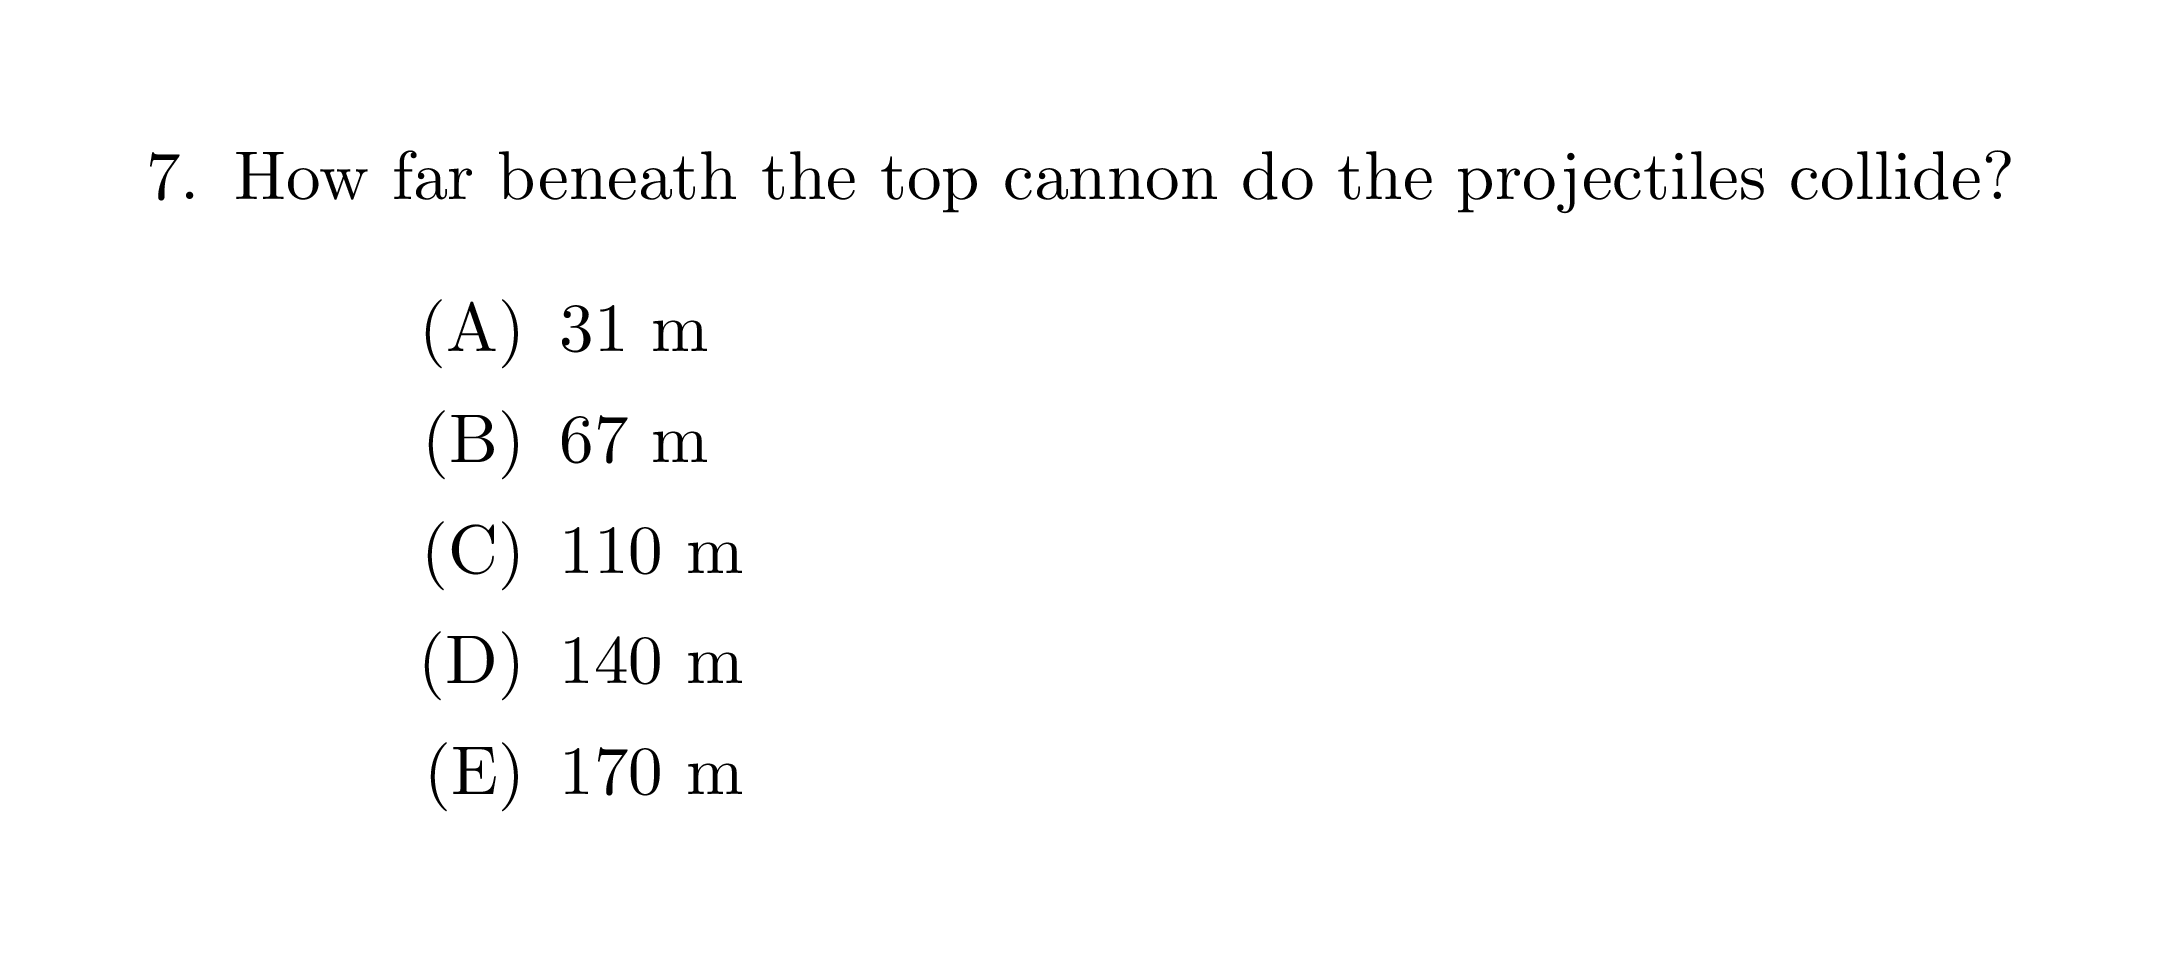 7. How far beneath the top cannon do the projectiles collide?
(A) 31 m
(B) 67 m
(C) 110 m
(D) 140 m
(E) 170 m